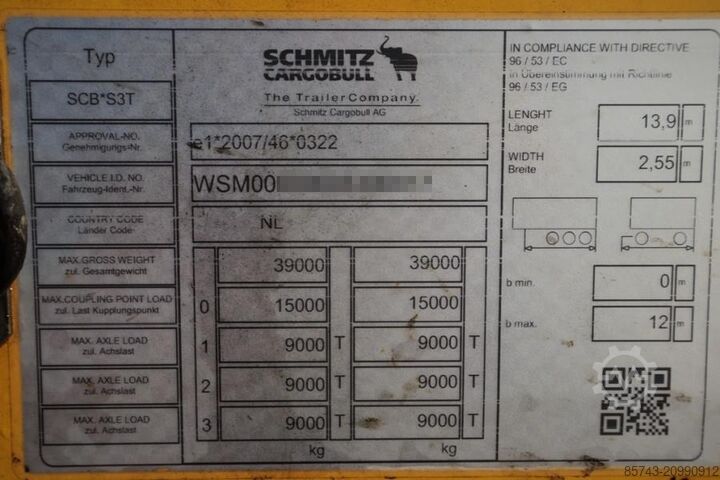 Typ
SCB*S3T
SCHMITZ
CARGOBULL
The Trailer Company.
Schmitz Cargobull AG
APPROVAL-NO.
Genehmigungs-Nr.
e1*2007/46*0322
VEHICLE I.D. NO.
Fahrzeug-Ident.-Nr.
WSM00
COUNTRY CODE
Länder Code
NL
MAX.GROSS WEIGHT
zul. Gesamtgewicht
39000 39000
MAX.COUPLING POINT LOAD
zul. Last Kupplungspunkt
0 15000 15000
MAX. AXLE LOAD
zul. Achslast
1 9000 T 9000 T
MAX. AXLE LOAD
zul. Achslast
2 9000 T 9000 T
MAX. AXLE LOAD
zul. Achslast
3 9000 T 9000 T
kg kg
IN COMPLIANCE WITH DIRECTIVE
96 / 53 / EC
in Übereinstimmung mit Richtlinie
96 / 53 / EG
LENGHT
Länge
13,9 m
WIDTH
Breite
2,55 m
b min. 0 m
b max. 12 m
85743-20990912